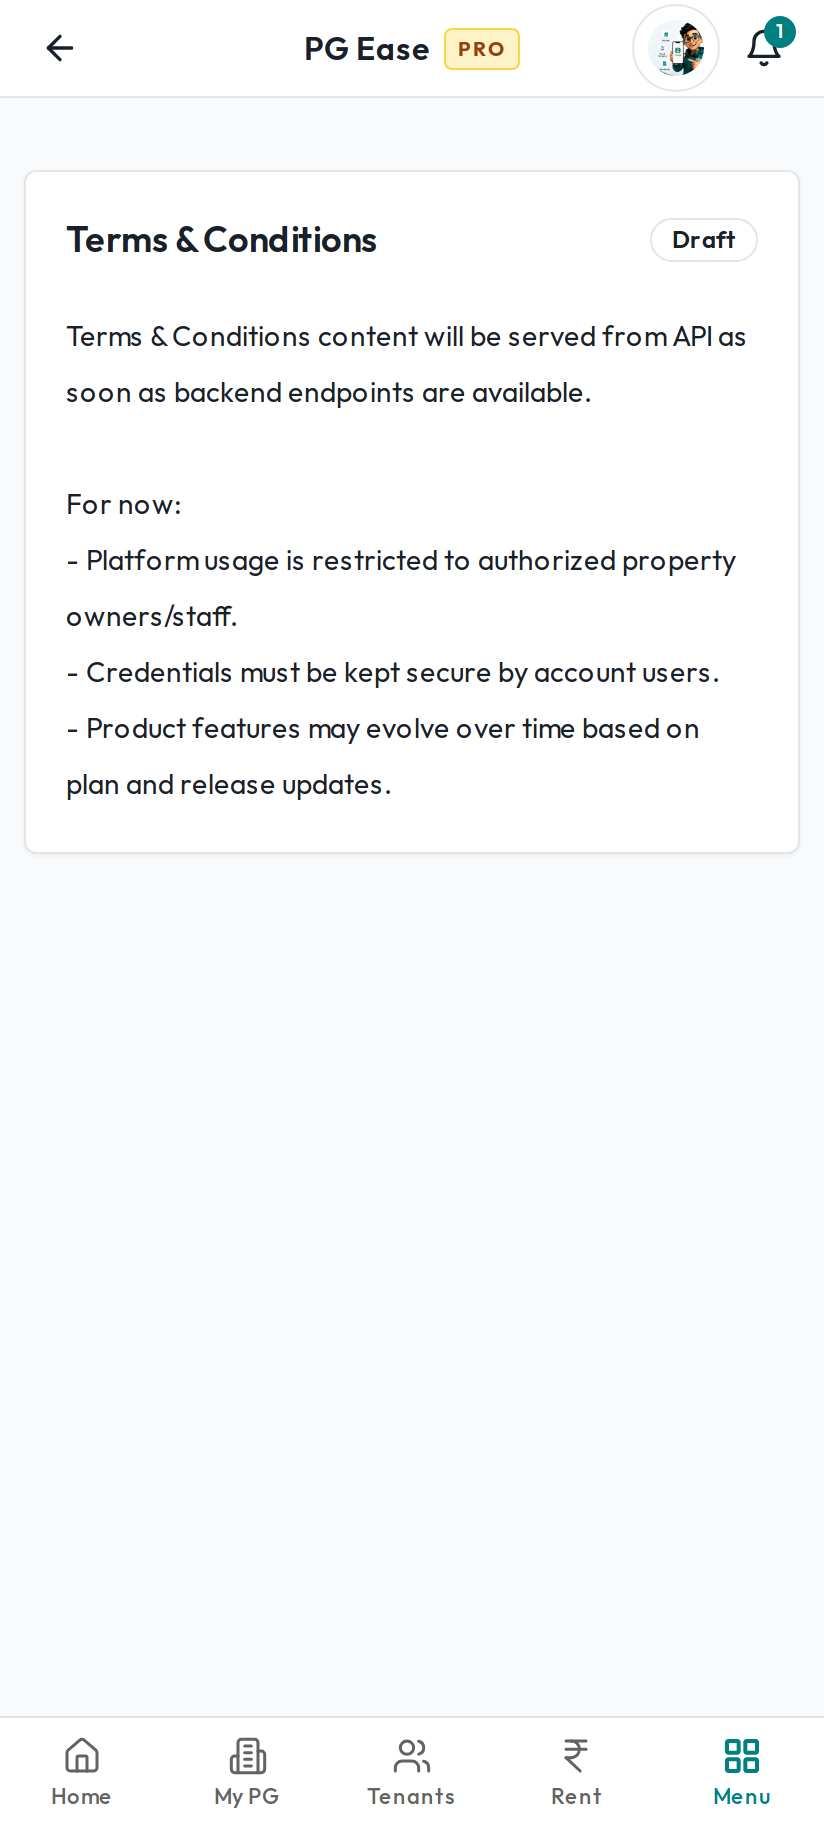 PG Ease PRO
1
Terms & Conditions
Draft
Terms & Conditions content will be served from API as
soon as backend endpoints are available.
For now:
- Platform usage is restricted to authorized property
owners/staff.
- Credentials must be kept secure by account users.
- Product features may evolve over time based on
plan and release updates.
Home
My PG
Tenants
Rent
Menu